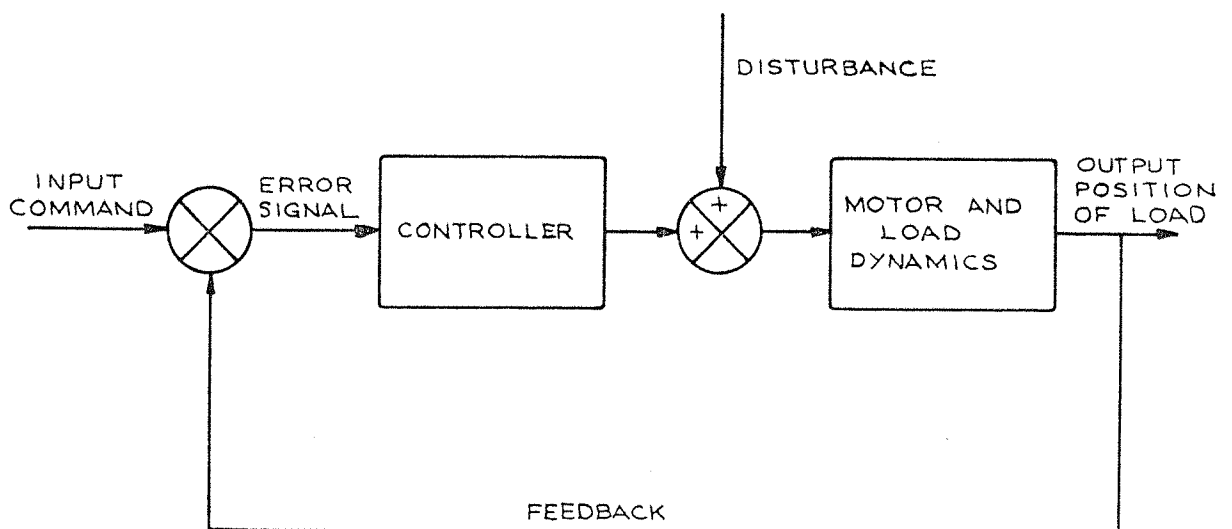 DISTURBANCE
INPUT
COMMAND
ERROR
SIGNAL
CONTROLLER
+
+
MOTOR AND
LOAD
DYNAMICS
OUTPUT
POSITION
OF LOAD
FEEDBACK